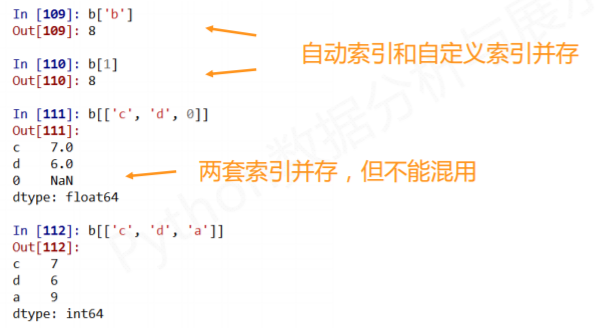 In [109]: b['b']
Out[109]: 8
自动索引和自定义索引并存
In [110]: b[1]
Out[110]: 8
In [111]: b[['c', 'd', 0]]
Out[111]:
c    7.0
d    6.0
0    NaN
两套索引并存，但不能混用
dtype: float64
In [112]: b[['c', 'd', 'a']]
Out[112]:
c    7
d    6
a    9
dtype: int64
Python数据分析与展示